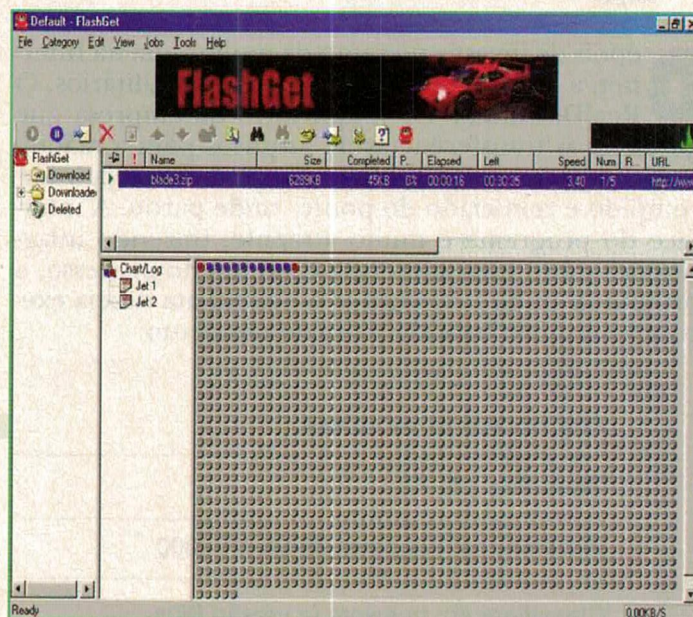 Default - FlashGet
File Category Edit View Jobs Tools Help
FlashGet
FlashGet
Download
Downloade
Deleted
! Name Size Completed P... Elapsed Left Speed Num R... URL
blade3.zip 6289KB 45KB 0% 00:00:16 00:30:35 3.40 1/5 http://ww
Chart/Log
Jet 1
Jet 2
Ready
0.00KB/S